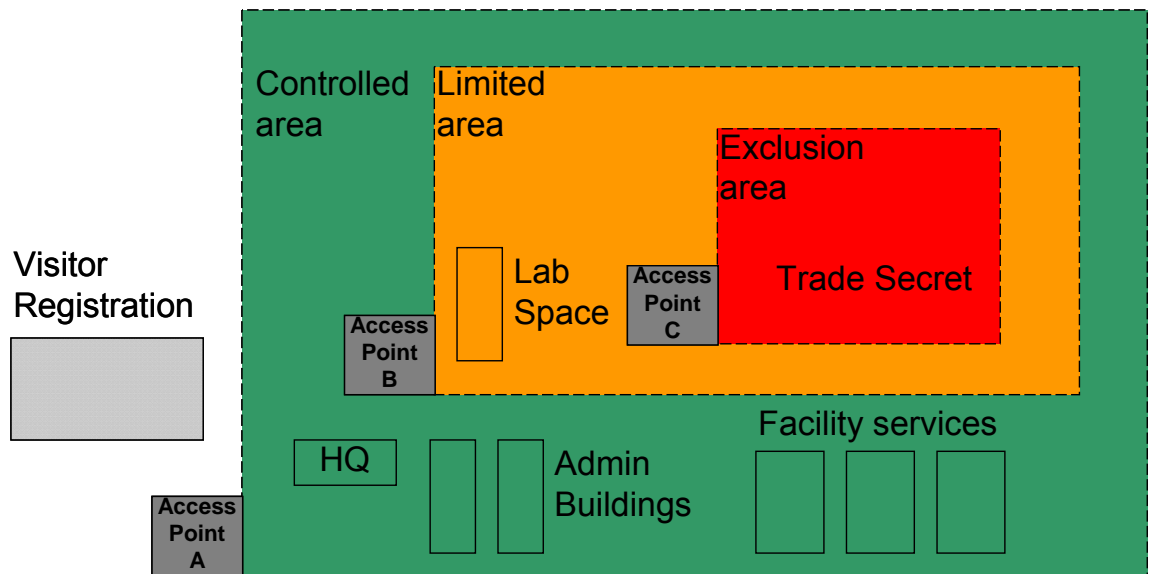 Controlled
area
Limited
area
Exclusion
area
Trade Secret
Visitor
Registration
Lab
Space
Access
Point
C
Access
Point
B
Facility services
HQ
Admin
Buildings
Access
Point
A